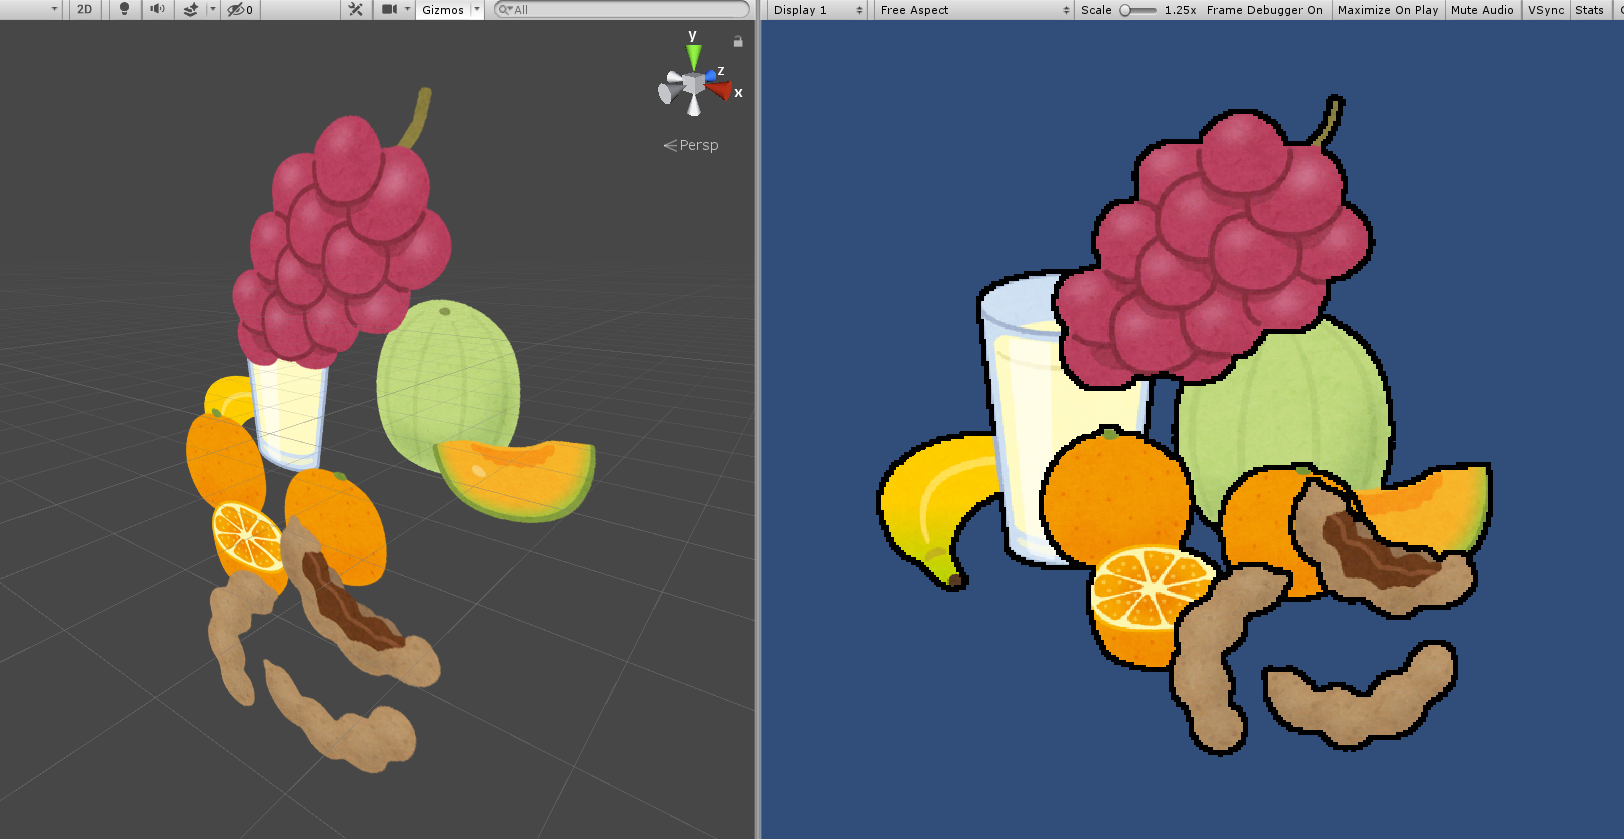 2D 0 Gizmos All
Display 1 Free Aspect Scale 1.25x Frame Debugger On Maximize On Play Mute Audio VSync Stats
y
z
x
Persp